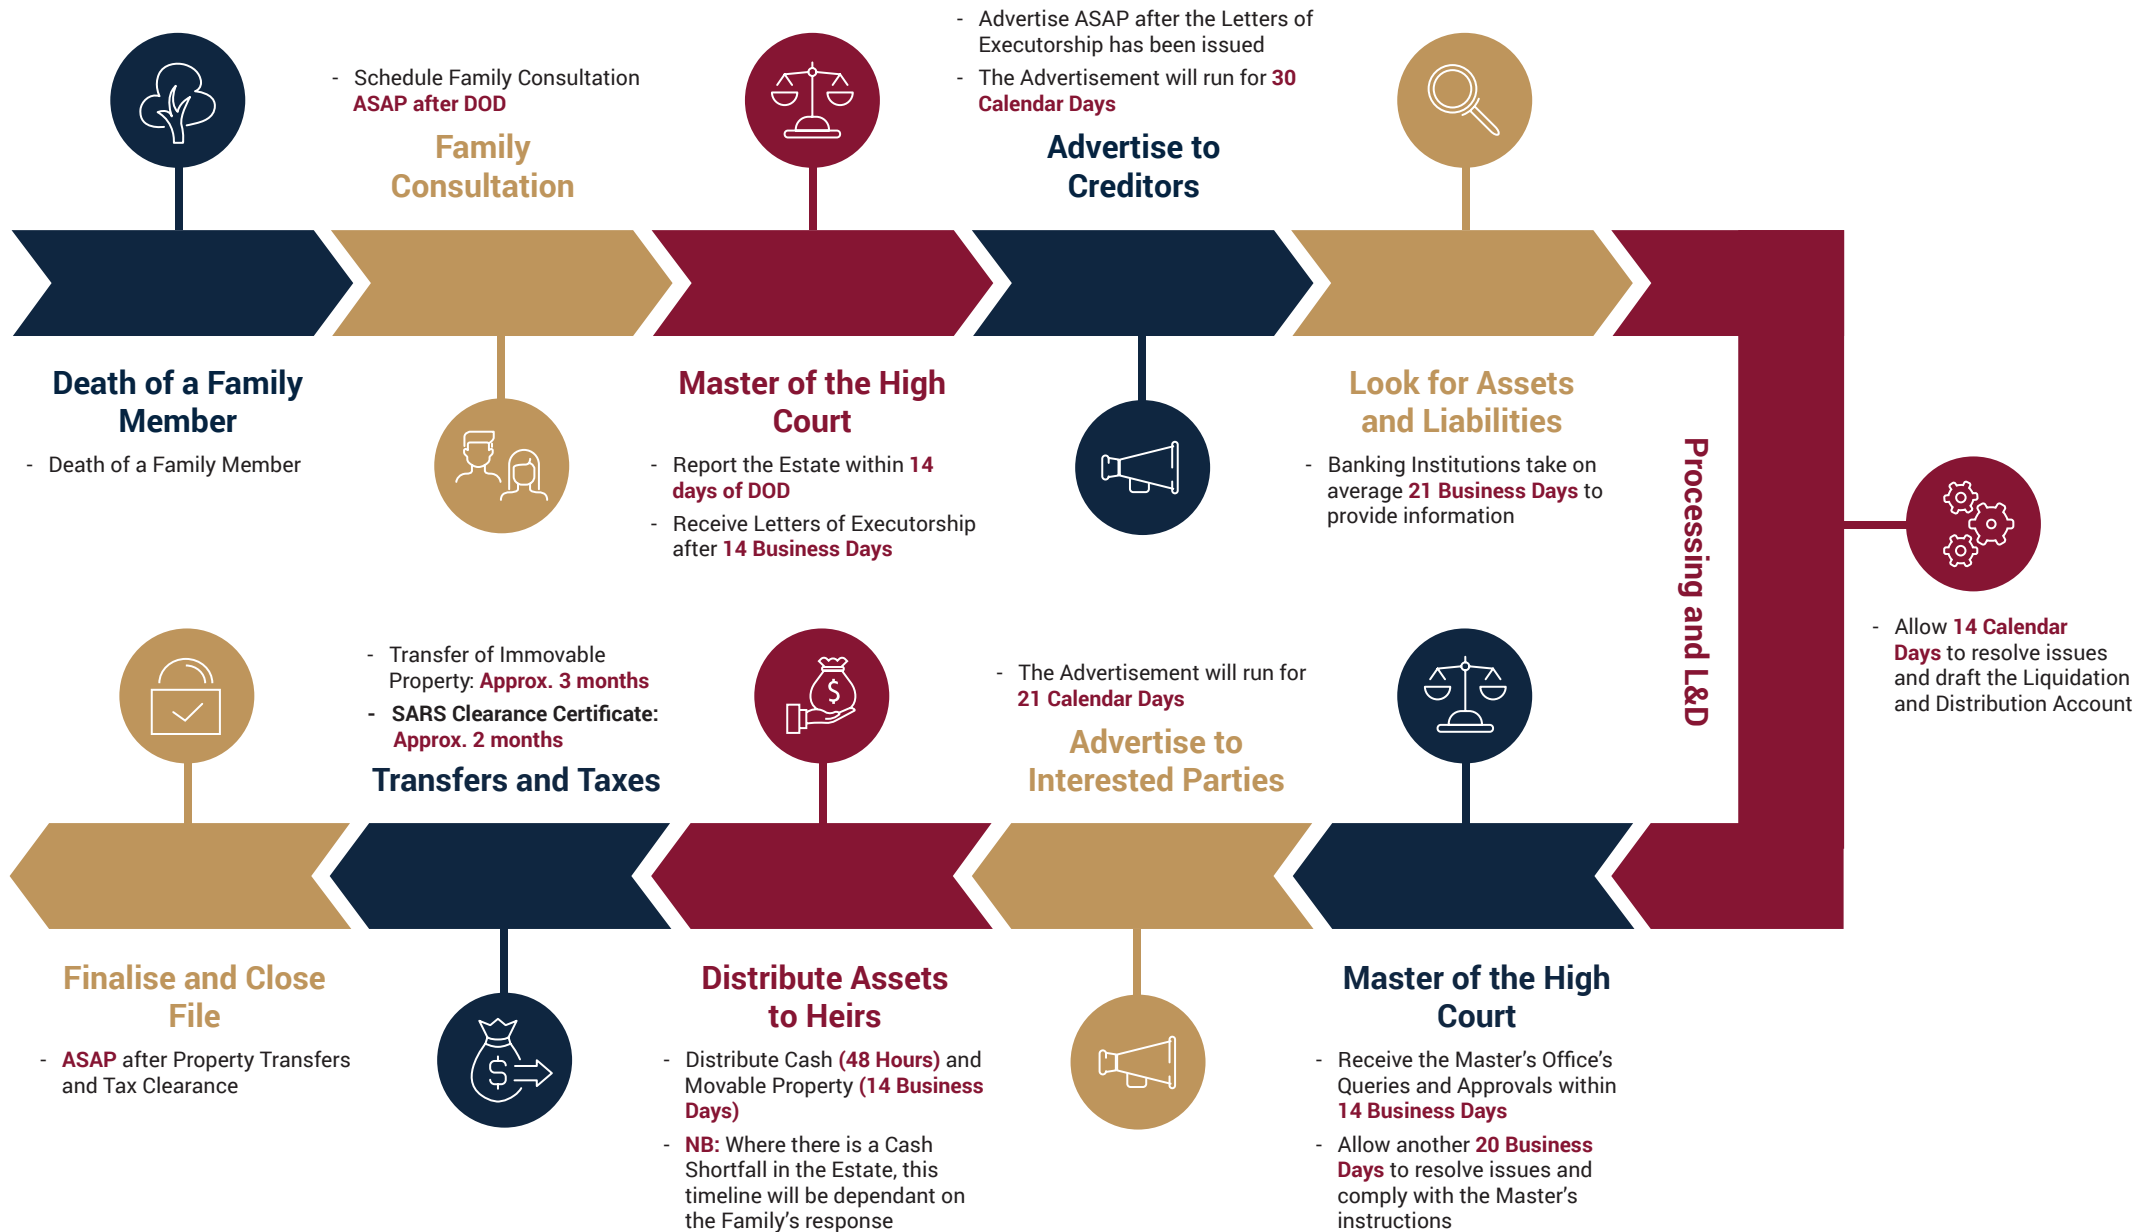 - Schedule Family Consultation
ASAP after DOD
Family
Consultation
- Advertise ASAP after the Letters of
Executorship has been issued
- The Advertisement will run for 30
Calendar Days
Advertise to
Creditors
Death of a Family
Member
- Death of a Family Member
Master of the High
Court
- Report the Estate within 14
days of DOD
- Receive Letters of Executorship
after 14 Business Days
Look for Assets
and Liabilities
- Banking Institutions take on
average 21 Business Days to
provide information
Processing and L&D
- Allow 14 Calendar
Days to resolve issues
and draft the Liquidation
and Distribution Account
- Transfer of Immovable
Property: Approx. 3 months
- SARS Clearance Certificate:
Approx. 2 months
Transfers and Taxes
- The Advertisement will run for
21 Calendar Days
Advertise to
Interested Parties
Finalise and Close
File
- ASAP after Property Transfers
and Tax Clearance
$
$
Distribute Assets
to Heirs
- Distribute Cash (48 Hours) and
Movable Property (14 Business
Days)
- NB: Where there is a Cash
Shortfall in the Estate, this
timeline will be dependant on
the Family's response
Master of the High
Court
- Receive the Master's Office's
Queries and Approvals within
14 Business Days
- Allow another 20 Business
Days to resolve issues and
comply with the Master's
instructions